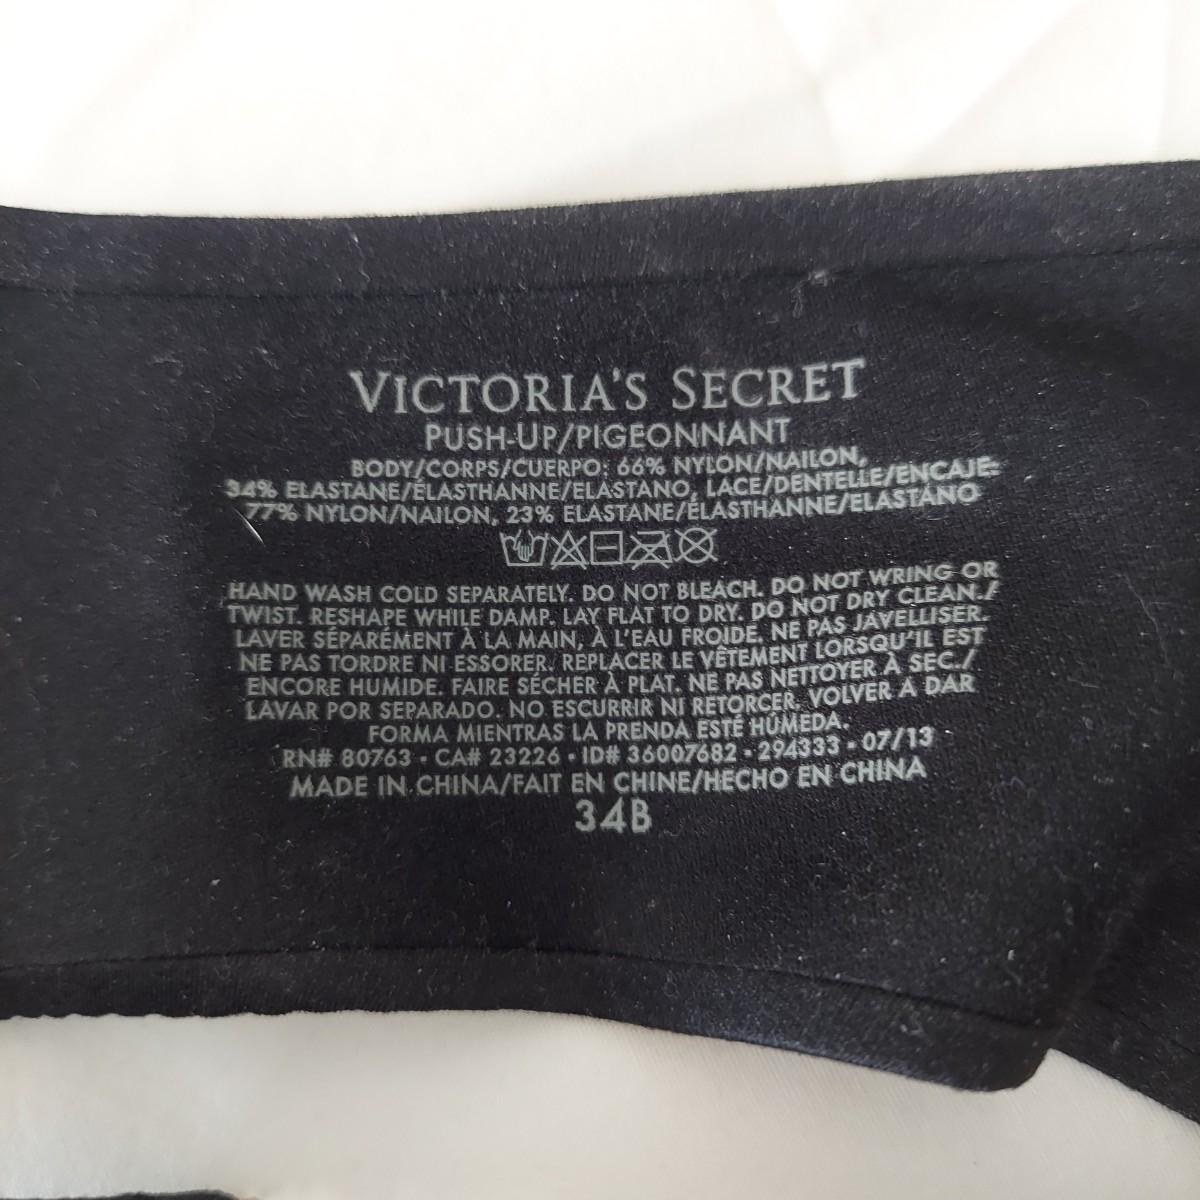 VICTORIA'S SECRET
PUSH-UP/PIGEONNANT
BODY/CORPS/CUERPO: 66% NYLON/NAILON,
34% ELASTANE/ÉLASTHANNE/ELASTANO, LACE/DENTELLE/ENCAJE:
77% NYLON/NAILON, 23% ELASTANE/ÉLASTHANNE/ELASTANO
HAND WASH COLD SEPARATELY. DO NOT BLEACH. DO NOT WRING OR
TWIST. RESHAPE WHILE DAMP. LAY FLAT TO DRY. DO NOT DRY CLEAN./
LAVER SÉPARÉMENT À LA MAIN, À L'EAU FROIDE. NE PAS JAVELLISER.
NE PAS TORDRE NI ESSORER. REPLACER LE VÊTEMENT LORSQU'IL EST
ENCORE HUMIDE. FAIRE SÉCHER À PLAT. NE PAS NETTOYER À SEC./
LAVAR POR SEPARADO. NO ESCURRIR NI RETORCER. VOLVER A DAR
FORMA MIENTRAS LA PRENDA ESTÉ HÚMEDA.
RN# 80763 • CA# 23226 • ID# 36007682 - 294333 - 07/13
MADE IN CHINA/FAIT EN CHINE/HECHO EN CHINA
34B